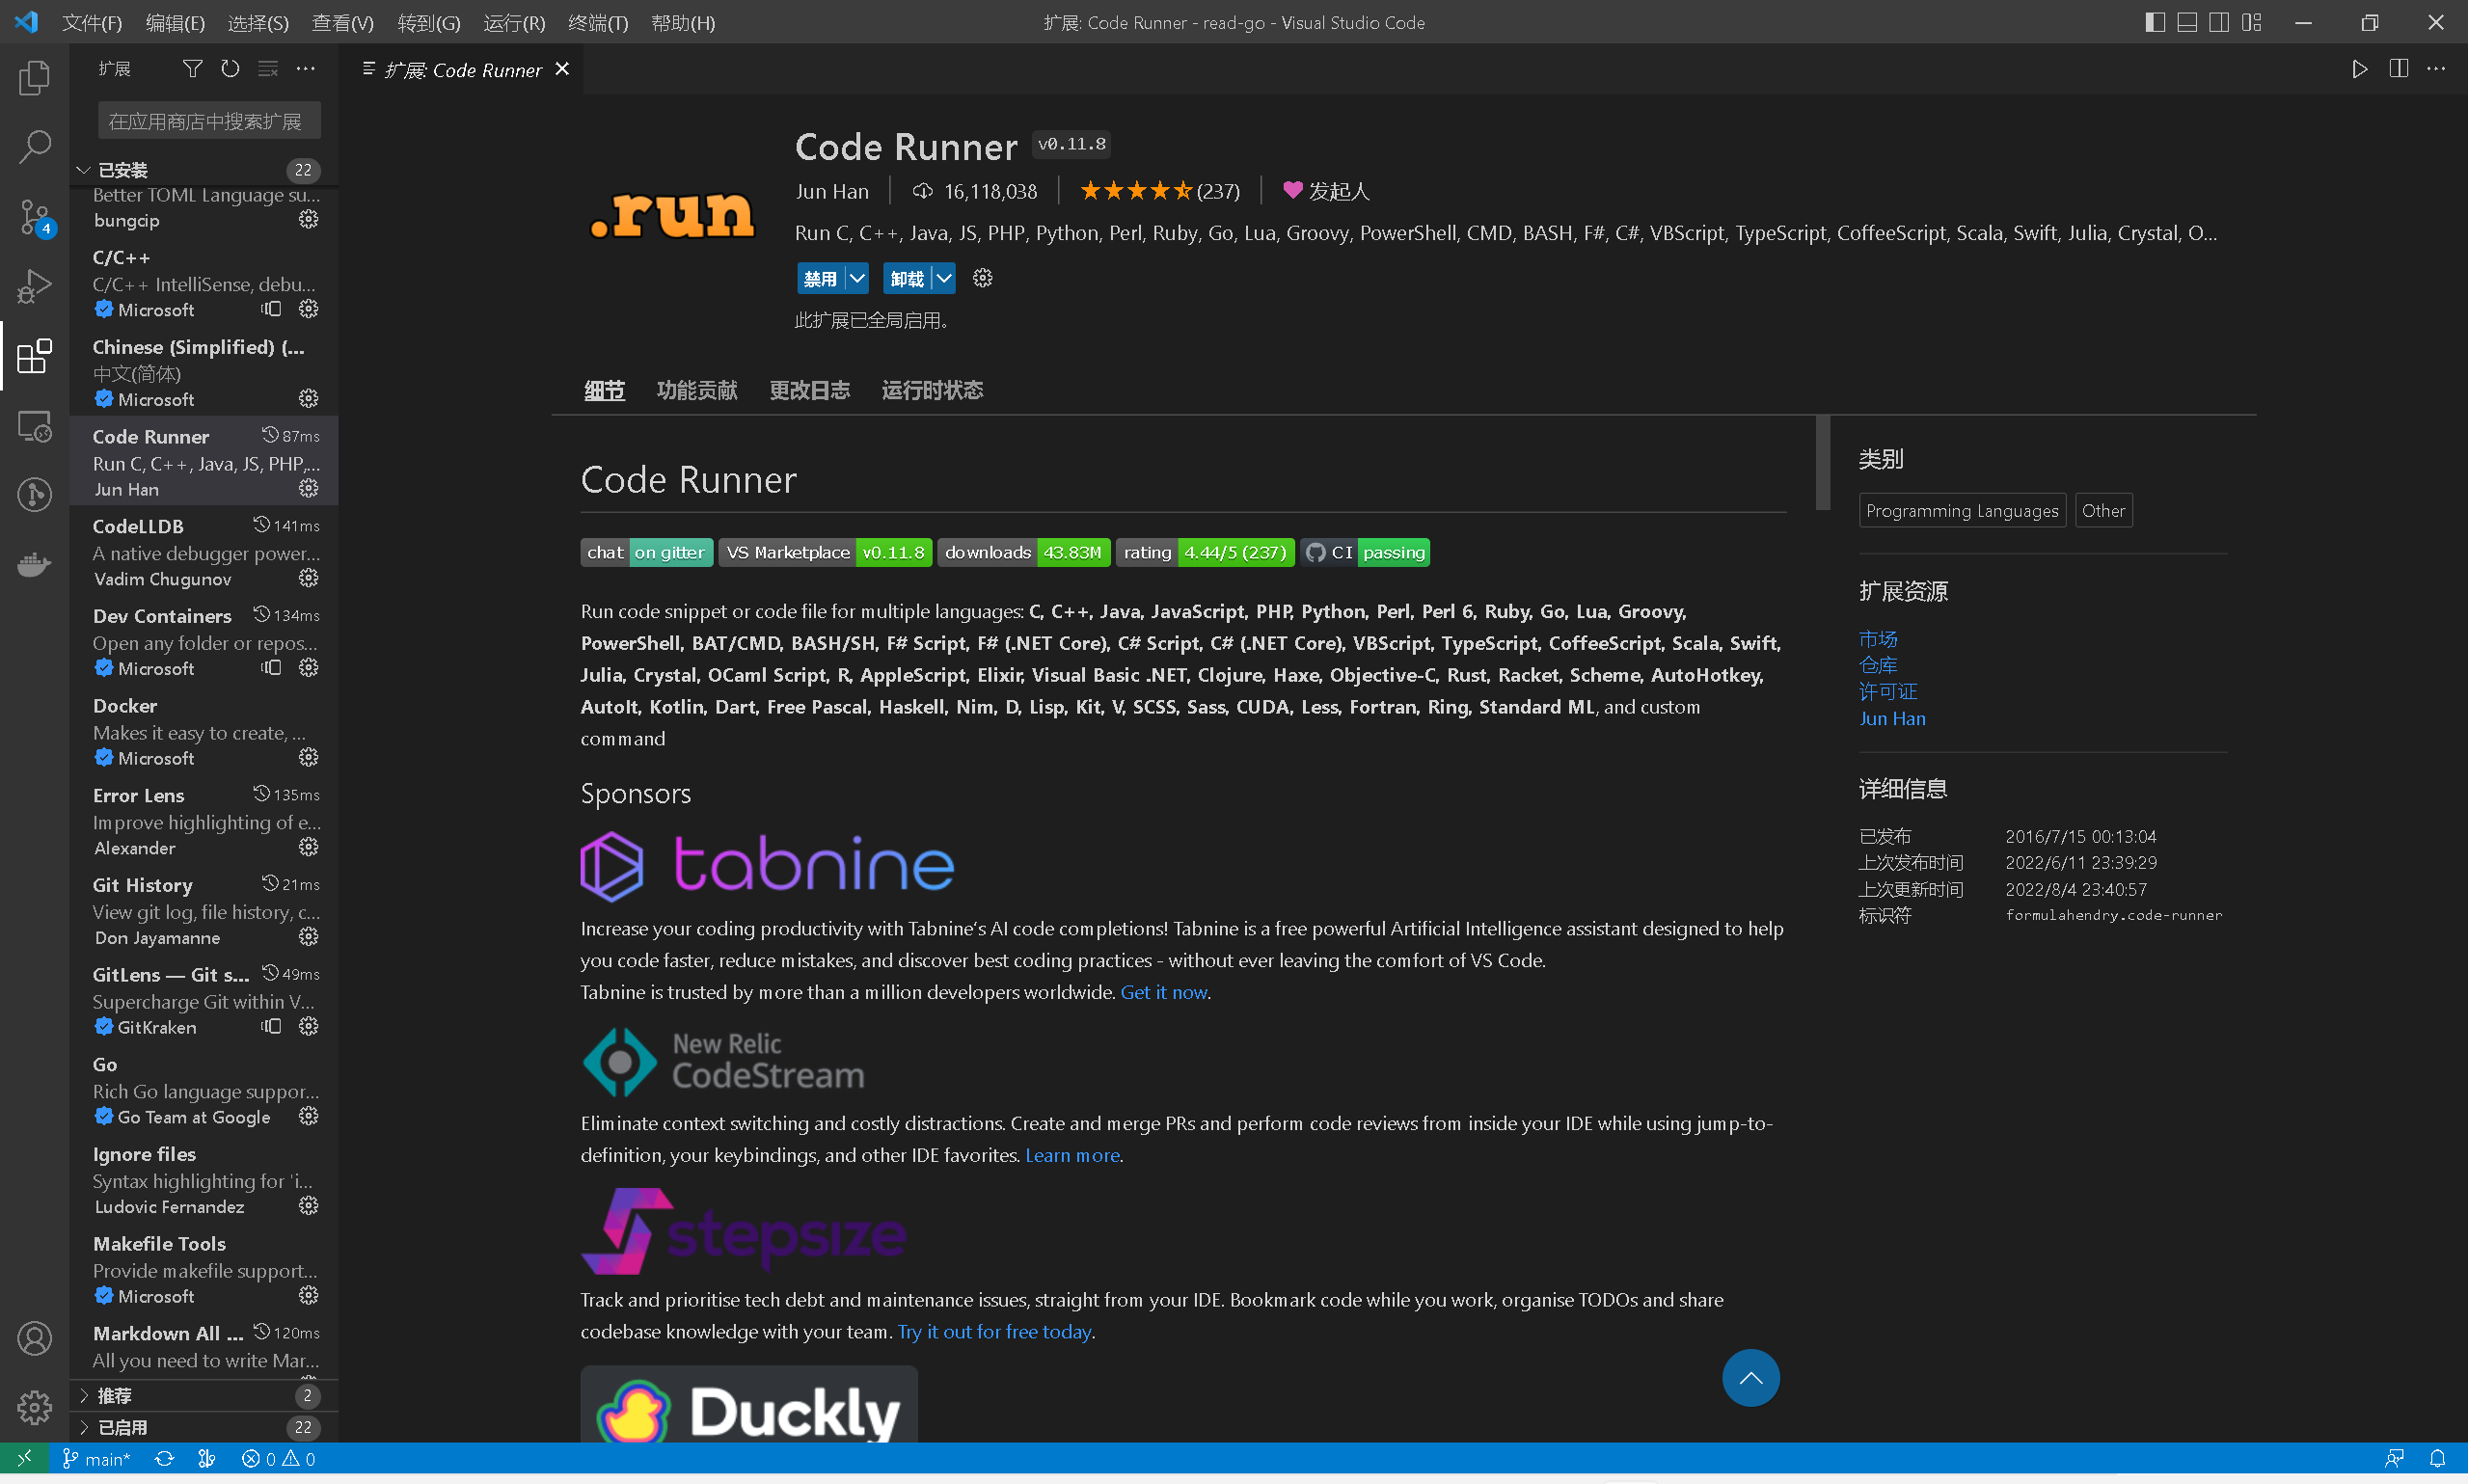 文件(F) 编辑(E) 选择(S) 查看(V) 转到(G) 运行(R) 终端(T) 帮助(H)
扩展: Code Runner - read-go - Visual Studio Code
扩展
扩展: Code Runner
在应用商店中搜索扩展
已安装 22
Better TOML Language su...
bungcip
C/C++
C/C++ IntelliSense, debu...
Microsoft
Chinese (Simplified) (...
中文(简体)
Microsoft
Code Runner 87ms
Run C, C++, Java, JS, PHP,...
Jun Han
CodeLLDB 141ms
A native debugger power...
Vadim Chugunov
Dev Containers 134ms
Open any folder or repos...
Microsoft
Docker
Makes it easy to create, ...
Microsoft
Error Lens 135ms
Improve highlighting of e...
Alexander
Git History 21ms
View git log, file history, c...
Don Jayamanne
GitLens — Git s... 49ms
Supercharge Git within V...
GitKraken
Go
Rich Go language suppor...
Go Team at Google
Ignore files
Syntax highlighting for 'i...
Ludovic Fernandez
Makefile Tools
Provide makefile support...
Microsoft
Markdown All ... 120ms
All you need to write Mar...
推荐 2
已启用 22
4
Code Runner v0.11.8
.run
Jun Han 16,118,038 (237) 发起人
Run C, C++, Java, JS, PHP, Python, Perl, Ruby, Go, Lua, Groovy, PowerShell, CMD, BASH, F#, C#, VBScript, TypeScript, CoffeeScript, Scala, Swift, Julia, Crystal, O...
禁用 卸载
此扩展已全局启用。
细节 功能贡献 更改日志 运行时状态
Code Runner
chat on gitter VS Marketplace v0.11.8 downloads 43.83M rating 4.44/5 (237) CI passing
Run code snippet or code file for multiple languages: C, C++, Java, JavaScript, PHP, Python, Perl, Perl 6, Ruby, Go, Lua, Groovy,
PowerShell, BAT/CMD, BASH/SH, F# Script, F# (.NET Core), C# Script, C# (.NET Core), VBScript, TypeScript, CoffeeScript, Scala, Swift,
Julia, Crystal, OCaml Script, R, AppleScript, Elixir, Visual Basic .NET, Clojure, Haxe, Objective-C, Rust, Racket, Scheme, AutoHotkey,
AutoIt, Kotlin, Dart, Free Pascal, Haskell, Nim, D, Lisp, Kit, V, SCSS, Sass, CUDA, Less, Fortran, Ring, Standard ML, and custom
command
Sponsors
tabnine
Increase your coding productivity with Tabnine's AI code completions! Tabnine is a free powerful Artificial Intelligence assistant designed to help
you code faster, reduce mistakes, and discover best coding practices - without ever leaving the comfort of VS Code.
Tabnine is trusted by more than a million developers worldwide. Get it now.
New Relic
CodeStream
Eliminate context switching and costly distractions. Create and merge PRs and perform code reviews from inside your IDE while using jump-to-
definition, your keybindings, and other IDE favorites. Learn more.
stepsize
Track and prioritise tech debt and maintenance issues, straight from your IDE. Bookmark code while you work, organise TODOs and share
codebase knowledge with your team. Try it out for free today.
Duckly
类别
Programming Languages Other
扩展资源
市场
仓库
许可证
Jun Han
详细信息
已发布 2016/7/15 00:13:04
上次发布时间 2022/6/11 23:39:29
上次更新时间 2022/8/4 23:40:57
标识符 formulahendry.code-runner
main* 0 0